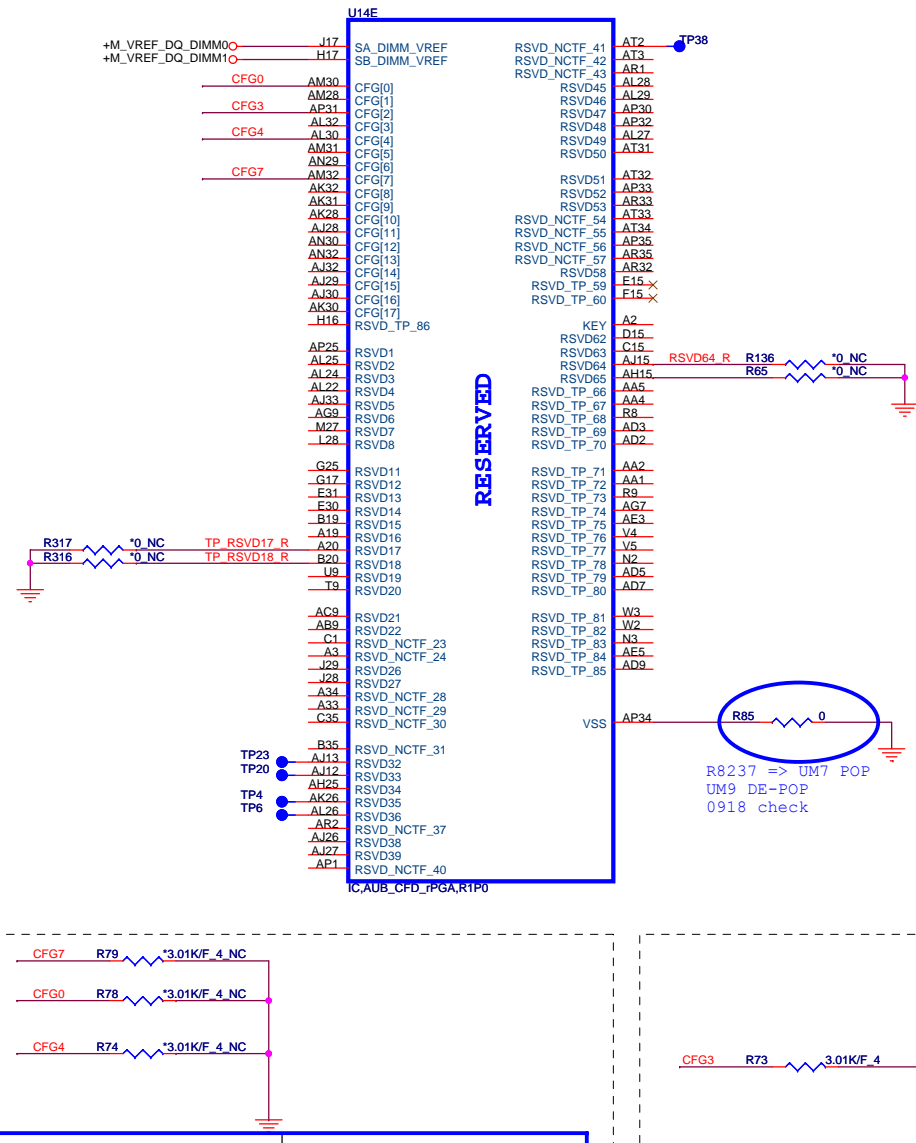 U14E
+M_VREF_DQ_DIMM0 J17 SA_DIMM_VREF RSVD_NCTF_41 AT2 TP38
+M_VREF_DQ_DIMM1 H17 SB_DIMM_VREF RSVD_NCTF_42 AT3
RSVD_NCTF_43 AR1
CFG0 AM30 CFG[0] RSVD45 AL28
AM28 CFG[1] RSVD46 AL29
CFG3 AP31 CFG[2] RSVD47 AP30
AL32 CFG[3] RSVD48 AP32
CFG4 AL30 CFG[4] RSVD49 AL27
AM31 CFG[5] RSVD50 AT31
AN29 CFG[6]
CFG7 AM32 CFG[7] RSVD51 AT32
AK32 CFG[8] RSVD52 AP33
AK31 CFG[9] RSVD53 AR33
AK28 CFG[10] RSVD_NCTF_54 AT33
AJ28 CFG[11] RSVD_NCTF_55 AT34
AN30 CFG[12] RSVD_NCTF_56 AP35
AN32 CFG[13] RSVD_NCTF_57 AR35
AJ32 CFG[14] RSVD58 AR32
AJ29 CFG[15] RSVD_TP_59 E15
AJ30 CFG[16] RSVD_TP_60 F15
AK30 CFG[17]
H16 RSVD_TP_86 KEY A2
RSVD62 D15
AP25 RSVD1 RSVD63 C15
AL25 RSVD2 RSVD64 AJ15 RSVD64_R R136 *0_NC
AL24 RSVD3 RSVD65 AH15 R65 *0_NC
AL22 RSVD4 RSVD_TP_66 AA5
AJ33 RSVD5 RSVD_TP_67 AA4
AG9 RSVD6 RSVD_TP_68 R8
M27 RSVD7 RSVD_TP_69 AD3
L28 RSVD8 RSVD_TP_70 AD2
RESERVED
G25 RSVD11 RSVD_TP_71 AA2
G17 RSVD12 RSVD_TP_72 AA1
E31 RSVD13 RSVD_TP_73 R9
E30 RSVD14 RSVD_TP_74 AG7
B19 RSVD15 RSVD_TP_75 AE3
A19 RSVD16 RSVD_TP_76 V4
R317 *0_NC TP_RSVD17_R A20 RSVD17 RSVD_TP_77 V5
R316 *0_NC TP_RSVD18_R B20 RSVD18 RSVD_TP_78 N2
U9 RSVD19 RSVD_TP_79 AD5
T9 RSVD20 RSVD_TP_80 AD7
AC9 RSVD21 RSVD_TP_81 W3
AB9 RSVD22 RSVD_TP_82 W2
C1 RSVD_NCTF_23 RSVD_TP_83 N3
A3 RSVD_NCTF_24 RSVD_TP_84 AE5
J29 RSVD26 RSVD_TP_85 AD9
J28 RSVD27
A34 RSVD_NCTF_28
A33 RSVD_NCTF_29
C35 RSVD_NCTF_30 VSS AP34 R85 0
B35 RSVD_NCTF_31
TP23 AJ13 RSVD32
TP20 AJ12 RSVD33
AH25 RSVD34
TP4 AK26 RSVD35
TP6 AL26 RSVD36
AR2 RSVD_NCTF_37
AJ26 RSVD38
AJ27 RSVD39
AP1 RSVD_NCTF_40
R8237 => UM7 POP
UM9 DE-POP
0918 check
IC,AUB_CFD_rPGA,R1P0
CFG7 R79 *3.01K/F_4_NC
CFG0 R78 *3.01K/F_4_NC
CFG4 R74 *3.01K/F_4_NC
CFG3 R73 3.01K/F_4